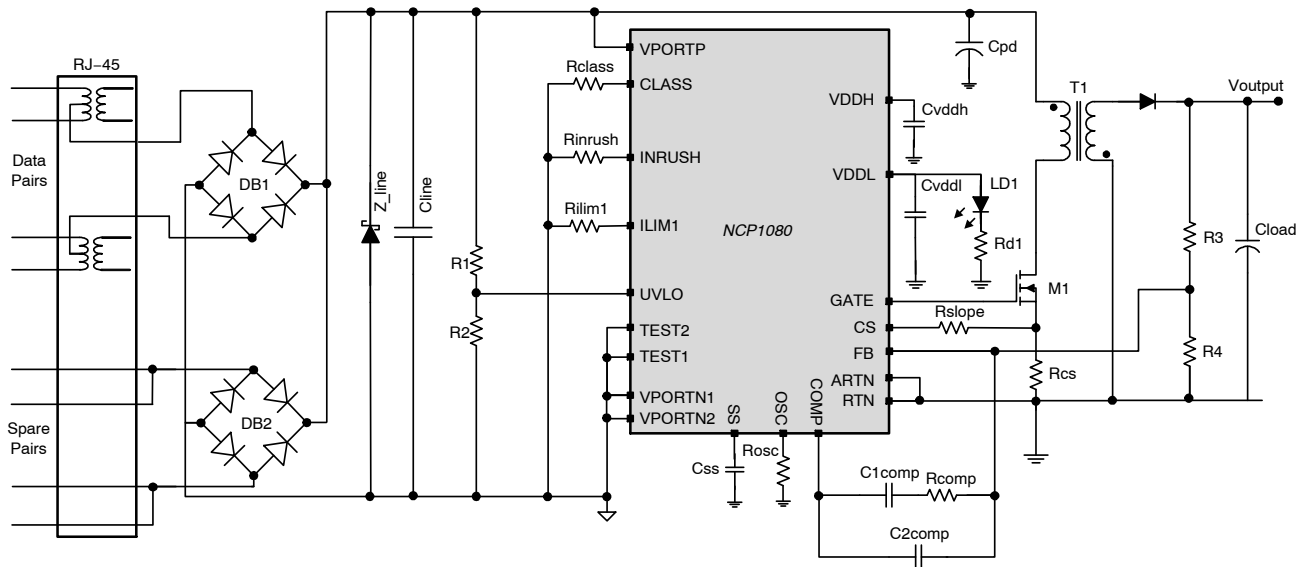 RJ−45
Data
Pairs
Spare
Pairs
DB1
DB2
Z_line
Cline
R1
R2
Rclass
Rinrush
Rilim1
VPORTP
CLASS
INRUSH
ILIM1
UVLO
TEST2
TEST1
VPORTN1
VPORTN2
NCP1080
VDDH
VDDL
GATE
CS
FB
ARTN
RTN
SS
OSC
COMP
Css
Rosc
C1comp
Rcomp
C2comp
Cvddh
Cvddl
LD1
Rd1
Cpd
T1
M1
Rslope
Rcs
Voutput
R3
R4
Cload